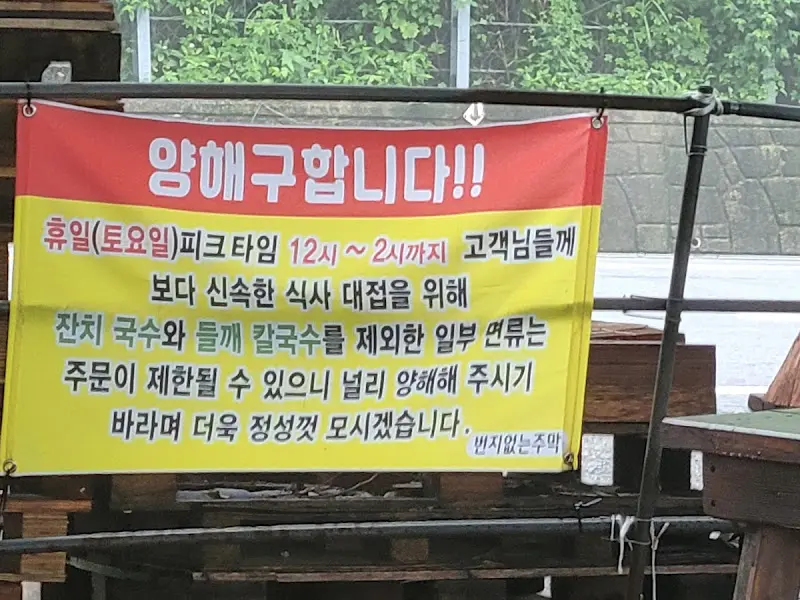 양해구합니다!!
휴일(토요일)피크타임 12시 ~ 2시까지 고객님들께
보다 신속한 식사 대접을 위해
잔치 국수와 들깨 칼국수를 제외한 일부 면류는
주문이 제한될 수 있으니 널리 양해해 주시기
바라며 더욱 정성껏 모시겠습니다.
번지없는주막